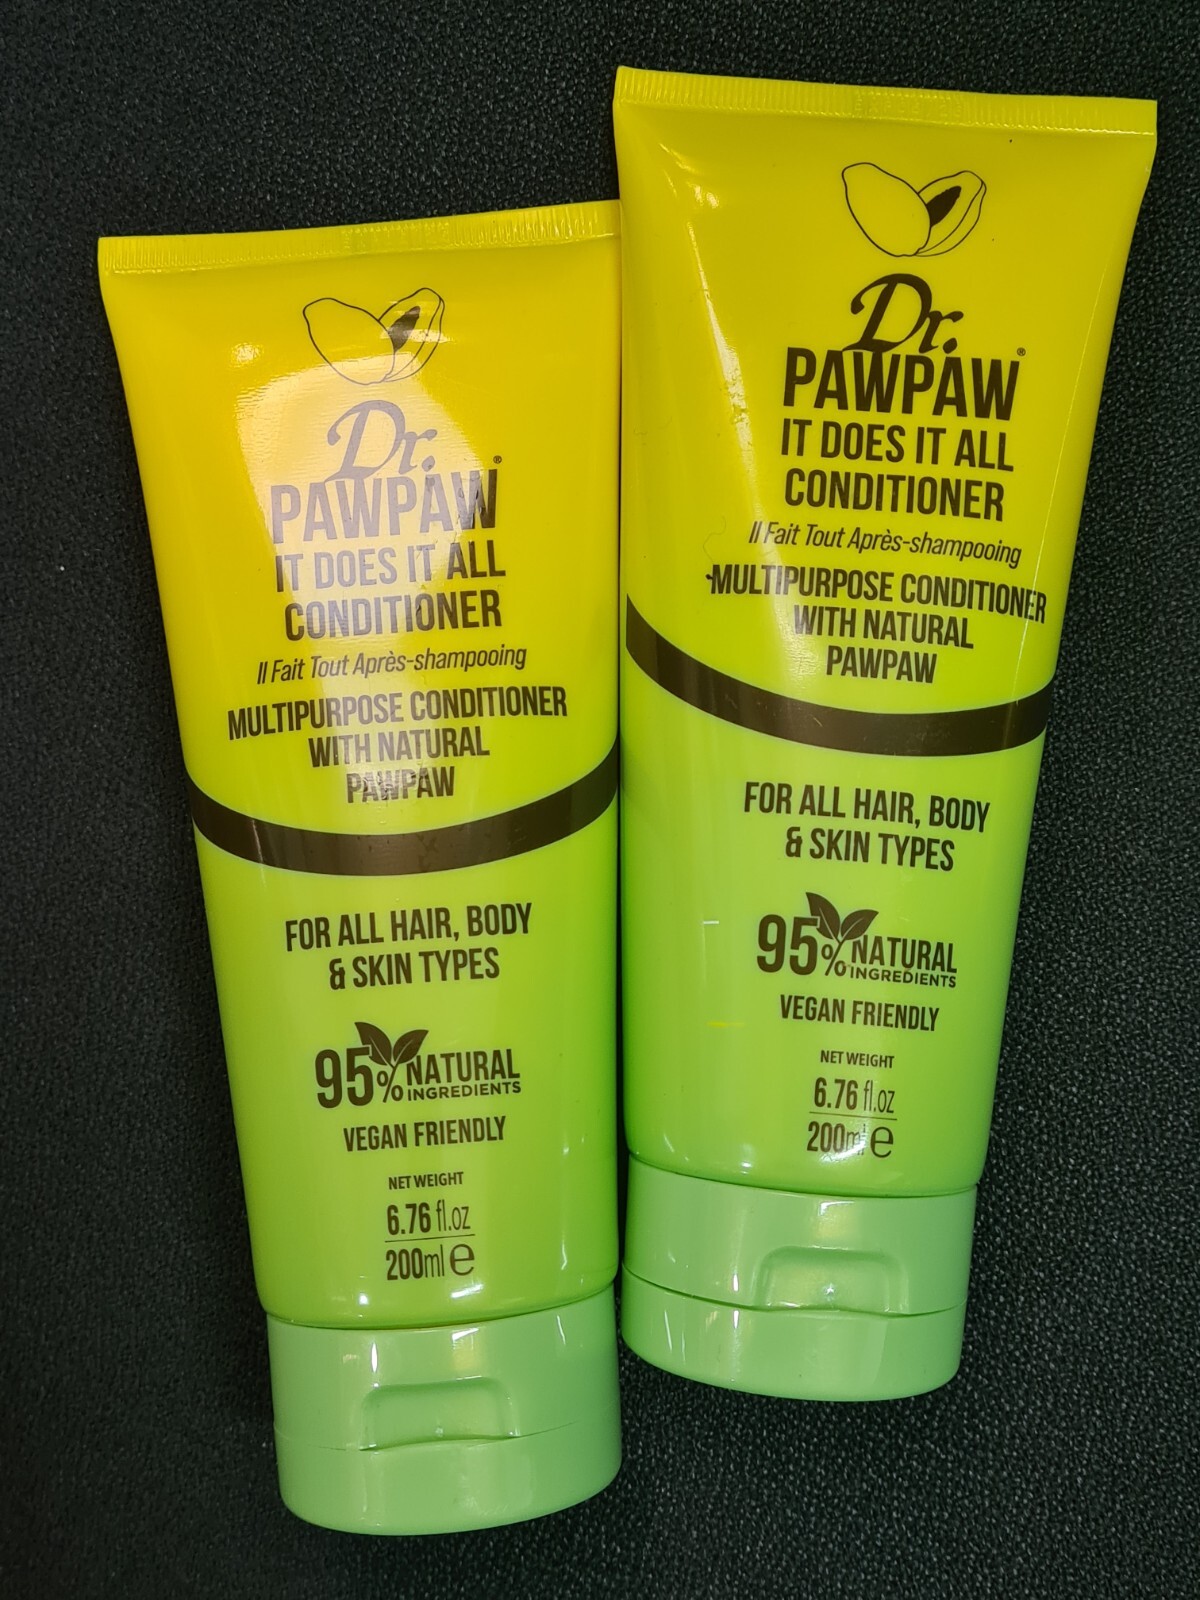 Dr.
PAWPAW®
IT DOES IT ALL
CONDITIONER
Il Fait Tout Après-shampooing
MULTIPURPOSE CONDITIONER
WITH NATURAL
PAWPAW
FOR ALL HAIR, BODY
& SKIN TYPES
95% NATURAL
INGREDIENTS
VEGAN FRIENDLY
NET WEIGHT
6.76 fl.oz
200ml e
Dr.
PAWPAW®
IT DOES IT ALL
CONDITIONER
Il Fait Tout Après-shampooing
MULTIPURPOSE CONDITIONER
WITH NATURAL
PAWPAW
FOR ALL HAIR, BODY
& SKIN TYPES
95% NATURAL
INGREDIENTS
VEGAN FRIENDLY
NET WEIGHT
6.76 fl.oz
200ml e